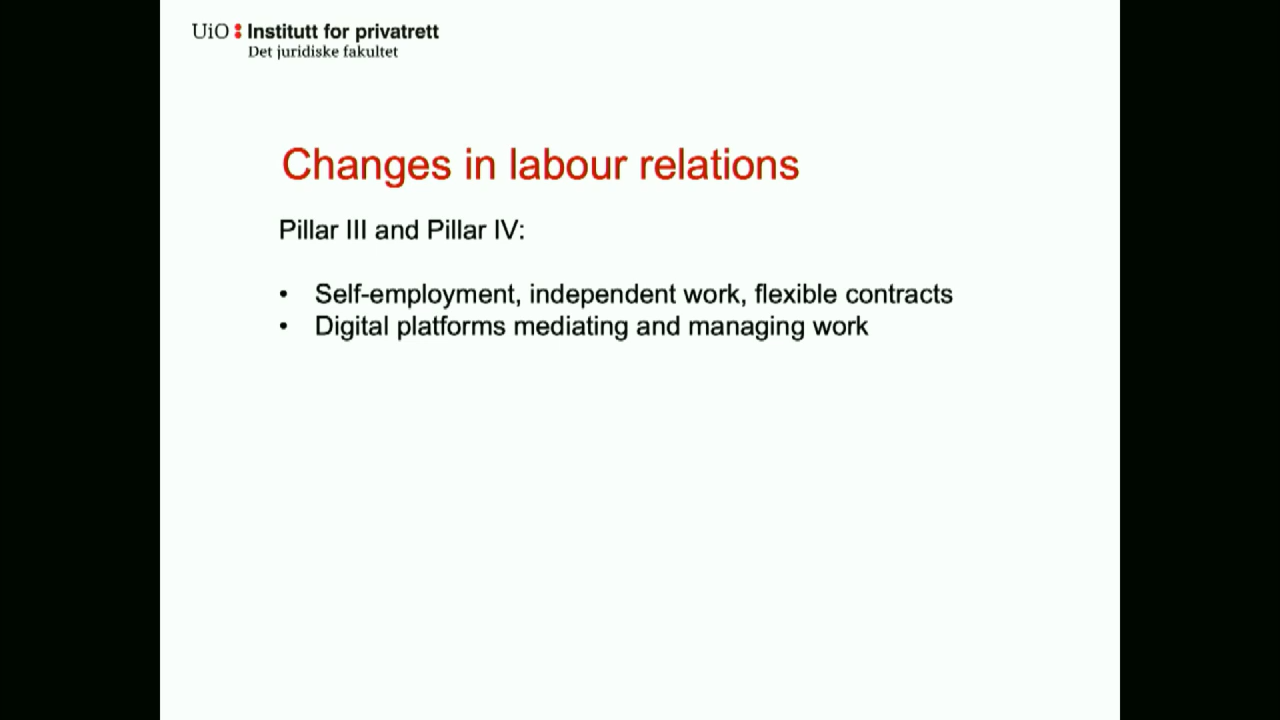 UiO : Institutt for privatrett
Det juridiske fakultet
Changes in labour relations
Pillar III and Pillar IV:
• Self-employment, independent work, flexible contracts
• Digital platforms mediating and managing work